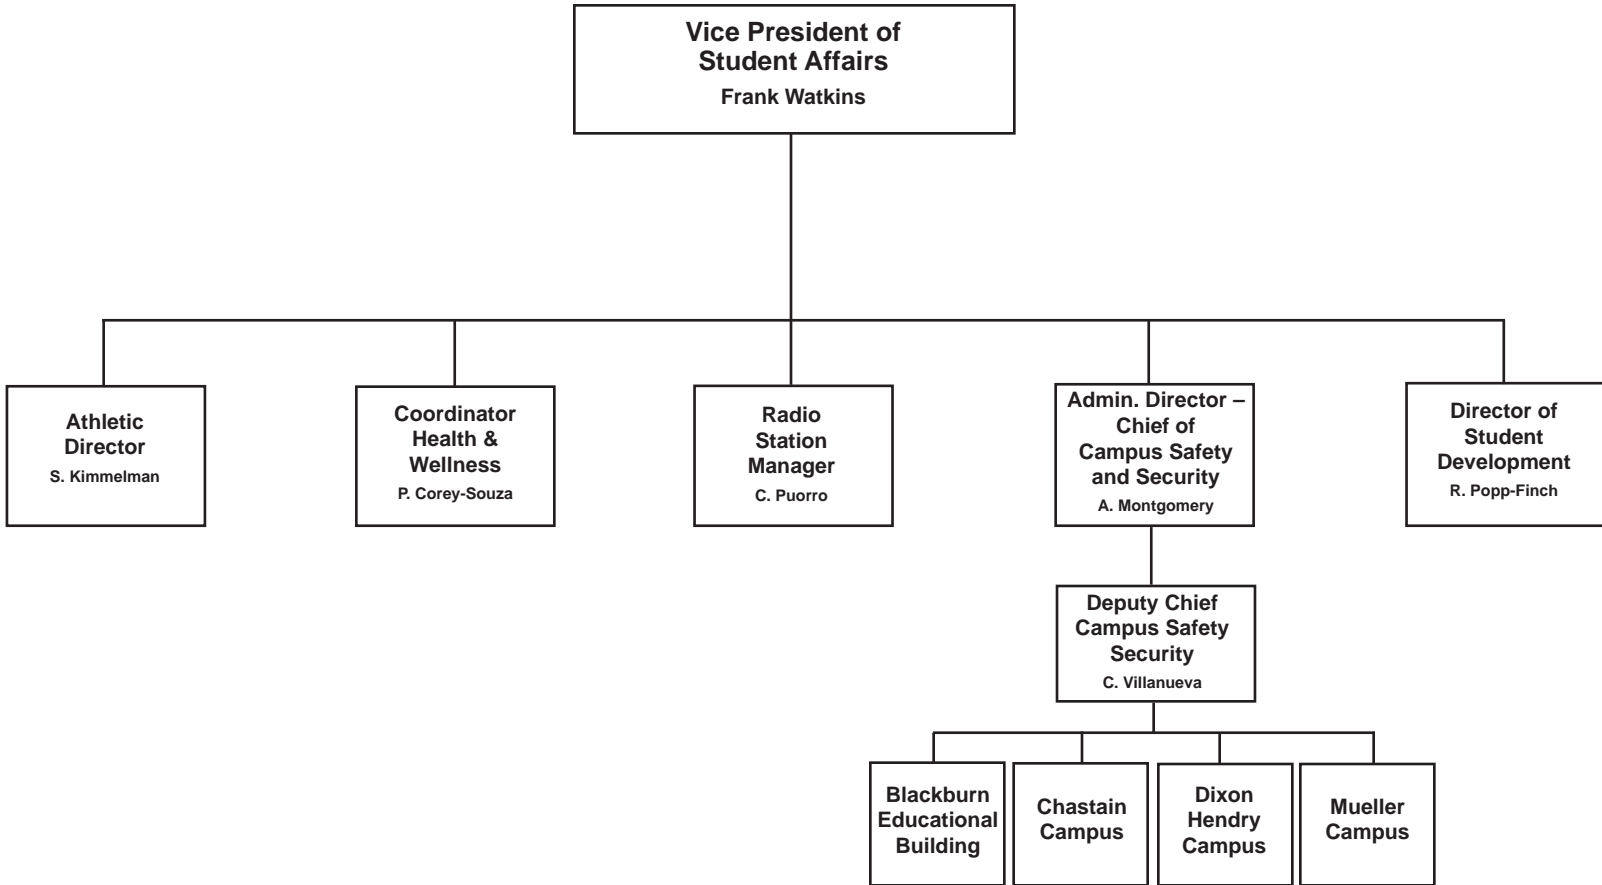 Vice President of
Student Affairs
Frank Watkins
Athletic
Director
S. Kimmelman
Coordinator
Health &
Wellness
P. Corey-Souza
Radio
Station
Manager
C. Puorro
Admin. Director –
Chief of
Campus Safety
and Security
A. Montgomery
Director of
Student
Development
R. Popp-Finch
Deputy Chief
Campus Safety
Security
C. Villanueva
Blackburn
Educational
Building
Chastain
Campus
Dixon
Hendry
Campus
Mueller
Campus